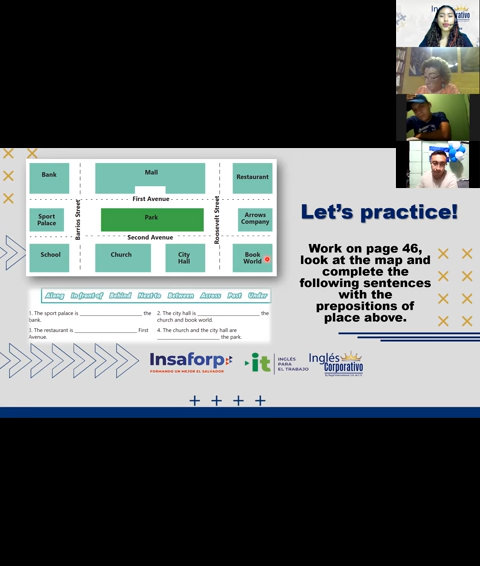 Bank
Mall
Restaurant
First Avenue
Barrios Street
Roosevelt Street
Sport
Palace
Park
Arrows
Company
Second Avenue
School
Church
City
Hall
Book
World
Along In front of Behind Next to Between Across Past Under
1. The sport palace is the
bank.
2. The city hall is the
church and book world.
3. The restaurant is First
Avenue.
4. The church and the city hall are
the park.
Let's practice!
Work on page 46,
look at the map and
complete the
following sentences
with the
prepositions of
place above.
Insaforp
FORMANDO UN MEJOR EL SALVADOR
it
INGLÉS
PARA
EL TRABAJO
Inglés
Corporativo